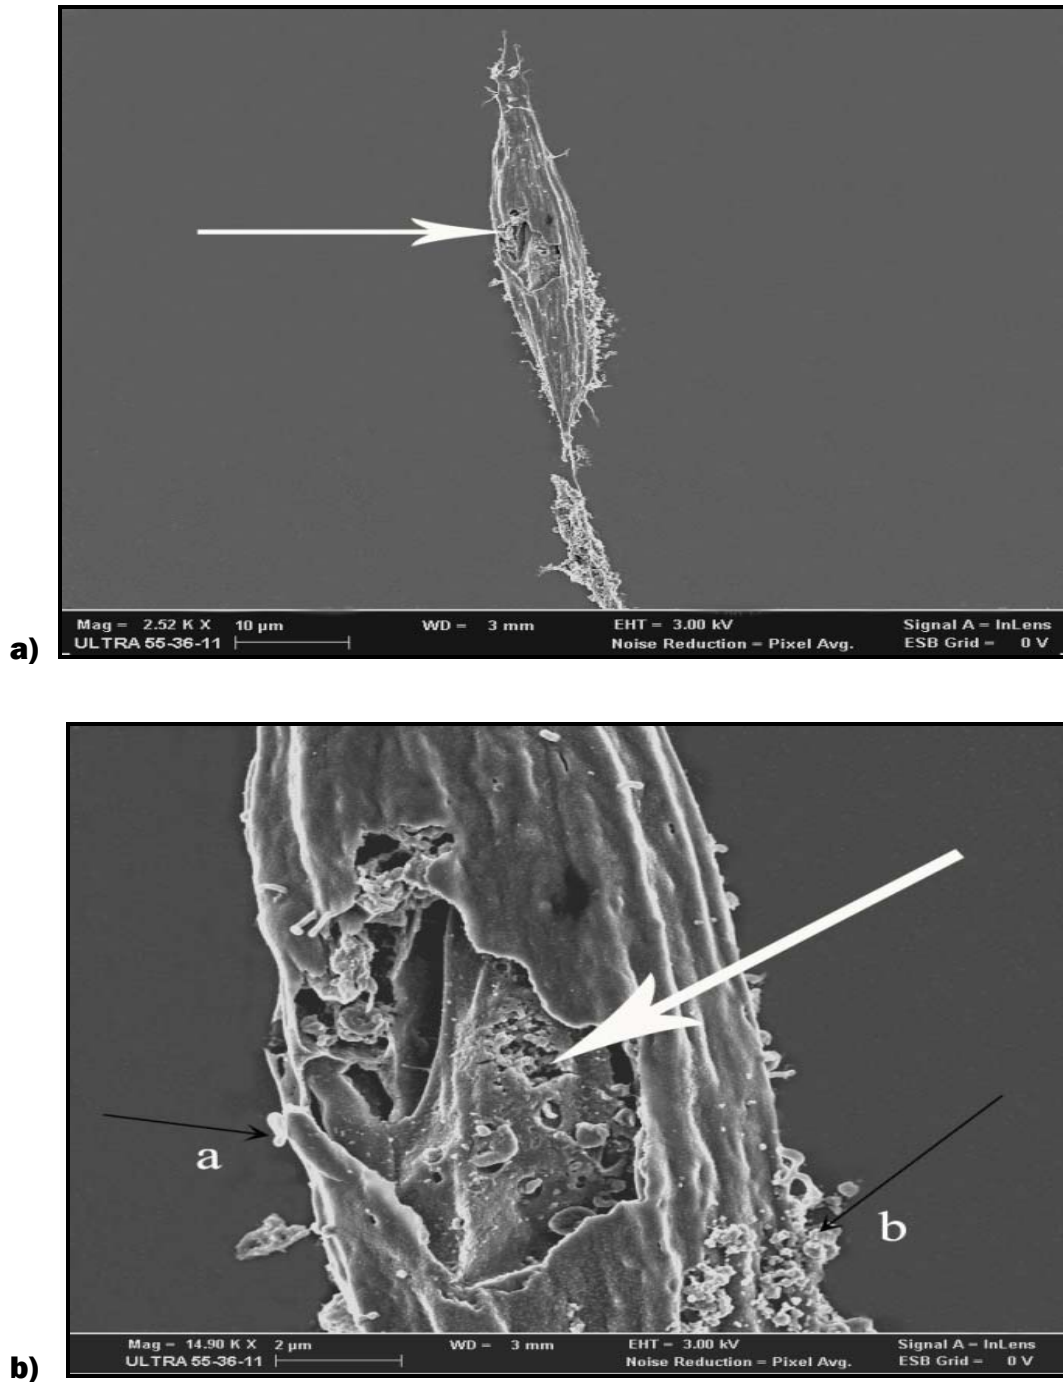 Mag = 2.52 K X 10 µm WD = 3 mm EHT = 3.00 kV Signal A = InLens
ULTRA 55-36-11 Noise Reduction = Pixel Avg. ESB Grid = 0 V
a)
a
b
Mag = 14.90 K X 2 µm WD = 3 mm EHT = 3.00 kV Signal A = InLens
ULTRA 55-36-11 Noise Reduction = Pixel Avg. ESB Grid = 0 V
b)